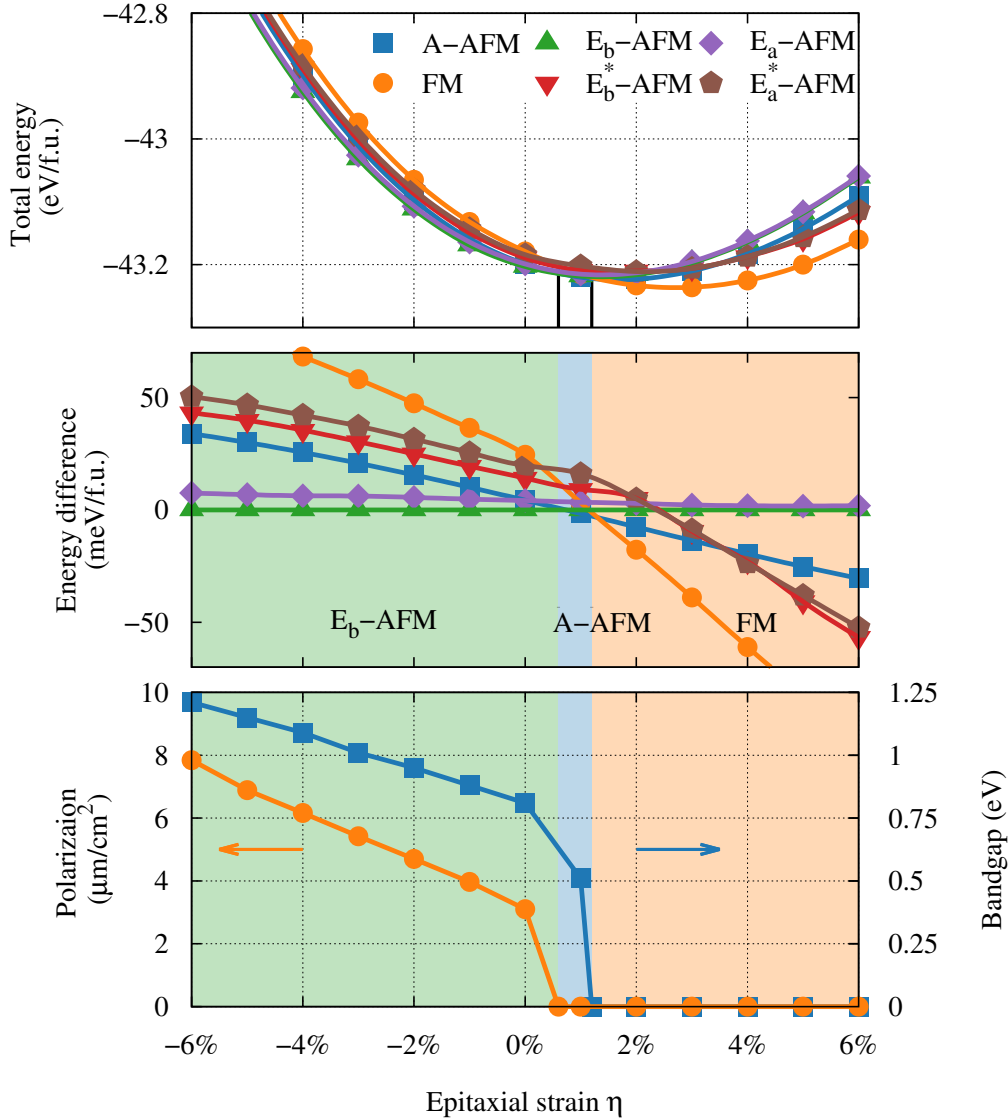 −42.8
−43
−43.2
Total energy
(eV/f.u.)
A−AFM
FM
E_b−AFM
E_b^*−AFM
E_a−AFM
E_a^*−AFM
50
0
−50
Energy difference
(meV/f.u.)
E_b−AFM
A−AFM
FM
10
8
6
4
2
0
Polarizaion
(μm/cm²)
1.25
1
0.75
0.5
0.25
0
Bandgap (eV)
−6% −4% −2% 0% 2% 4% 6%
Epitaxial strain η